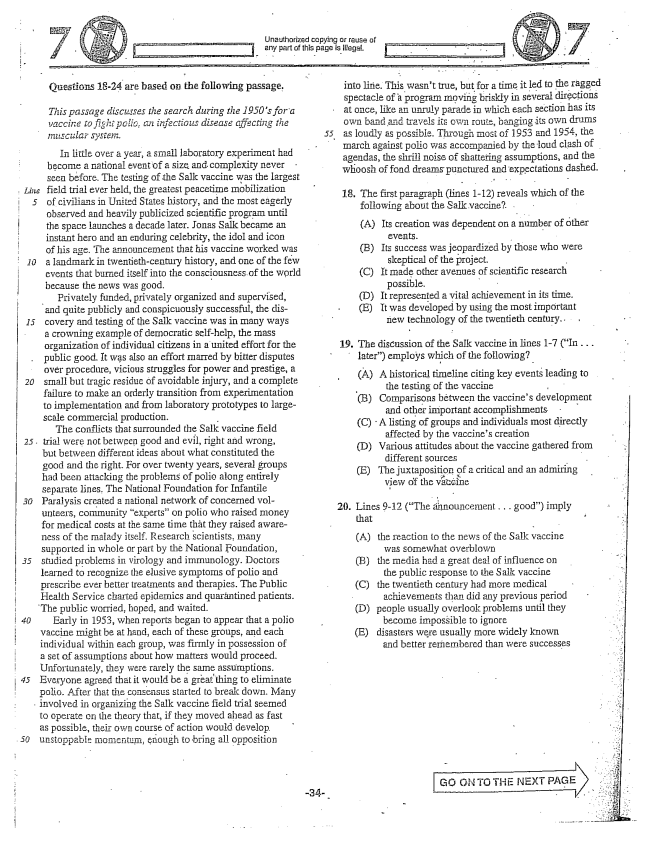 7
Unauthorized copying or reuse of
any part of this page is illegal.
7
Questions 18-24 are based on the following passage.
This passage discusses the search during the 1950's for a
vaccine to fight polio, an infectious disease affecting the
muscular system.
In little over a year, a small laboratory experiment had
become a national event of a size and complexity never
seen before. The testing of the Salk vaccine was the largest
Line field trial ever held, the greatest peacetime mobilization
5 of civilians in United States history, and the most eagerly
observed and heavily publicized scientific program until
the space launches a decade later. Jonas Salk became an
instant hero and an enduring celebrity, the idol and icon
of his age. The announcement that his vaccine worked was
10 a landmark in twentieth-century history, and one of the few
events that burned itself into the consciousness of the world
because the news was good.
Privately funded, privately organized and supervised,
and quite publicly and conspicuously successful, the dis-
15 covery and testing of the Salk vaccine was in many ways
a crowning example of democratic self-help, the mass
organization of individual citizens in a united effort for the
public good. It was also an effort marred by bitter disputes
over procedure, vicious struggles for power and prestige, a
20 small but tragic residue of avoidable injury, and a complete
failure to make an orderly transition from experimentation
to implementation and from laboratory prototypes to large-
scale commercial production.
The conflicts that surrounded the Salk vaccine field
25 trial were not between good and evil, right and wrong,
but between different ideas about what constituted the
good and the right. For over twenty years, several groups
had been attacking the problems of polio along entirely
separate lines. The National Foundation for Infantile
30 Paralysis created a national network of concerned vol-
unteers, community "experts" on polio who raised money
for medical costs at the same time that they raised aware-
ness of the malady itself. Research scientists, many
supported in whole or part by the National Foundation,
35 studied problems in virology and immunology. Doctors
learned to recognize the elusive symptoms of polio and
prescribe ever better treatments and therapies. The Public
Health Service charted epidemics and quarantined patients.
The public worried, hoped, and waited.
40 Early in 1953, when reports began to appear that a polio
vaccine might be at hand, each of these groups, and each
individual within each group, was firmly in possession of
a set of assumptions about how matters would proceed.
Unfortunately, they were rarely the same assumptions.
45 Everyone agreed that it would be a great thing to eliminate
polio. After that the consensus started to break down. Many
involved in organizing the Salk vaccine field trial seemed
to operate on the theory that, if they moved ahead as fast
as possible, their own course of action would develop
50 unstoppable momentum, enough to bring all opposition
into line. This wasn't true, but for a time it led to the ragged
spectacle of a program moving briskly in several directions
at once, like an unruly parade in which each section has its
own band and travels its own route, banging its own drums
55 as loudly as possible. Through most of 1953 and 1954, the
march against polio was accompanied by the loud clash of
agendas, the shrill noise of shattering assumptions, and the
whoosh of fond dreams punctured and expectations dashed.
18. The first paragraph (lines 1-12) reveals which of the
following about the Salk vaccine?
(A) Its creation was dependent on a number of other
events.
(B) Its success was jeopardized by those who were
skeptical of the project.
(C) It made other avenues of scientific research
possible.
(D) It represented a vital achievement in its time.
(E) It was developed by using the most important
new technology of the twentieth century.
19. The discussion of the Salk vaccine in lines 1-7 ("In . . .
later") employs which of the following?
(A) A historical timeline citing key events leading to
the testing of the vaccine
(B) Comparisons between the vaccine's development
and other important accomplishments
(C) A listing of groups and individuals most directly
affected by the vaccine's creation
(D) Various attitudes about the vaccine gathered from
different sources
(E) The juxtaposition of a critical and an admiring
view of the vaccine
20. Lines 9-12 ("The announcement . . . good") imply
that
(A) the reaction to the news of the Salk vaccine
was somewhat overblown
(B) the media had a great deal of influence on
the public response to the Salk vaccine
(C) the twentieth century had more medical
achievements than did any previous period
(D) people usually overlook problems until they
become impossible to ignore
(E) disasters were usually more widely known
and better remembered than were successes
-34-
GO ON TO THE NEXT PAGE